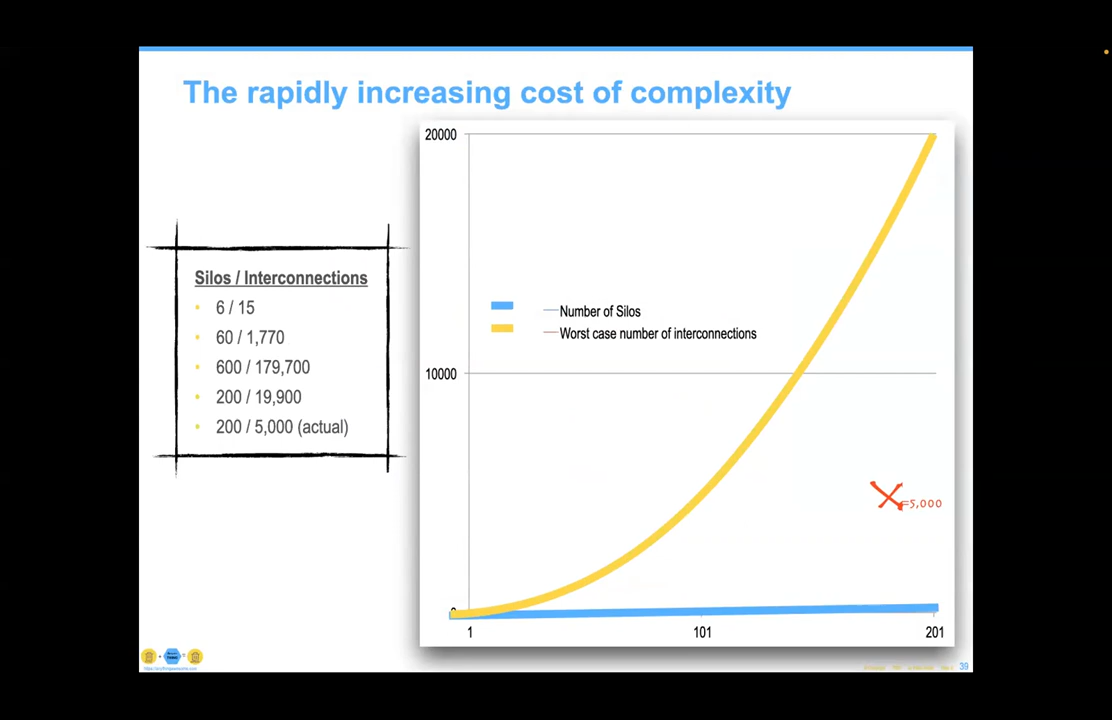 The rapidly increasing cost of complexity
Silos / Interconnections
• 6 / 15
• 60 / 1,770
• 600 / 179,700
• 200 / 19,900
• 200 / 5,000 (actual)
20000
10000
0
1
101
201
Number of Silos
Worst case number of interconnections
=5,000
39